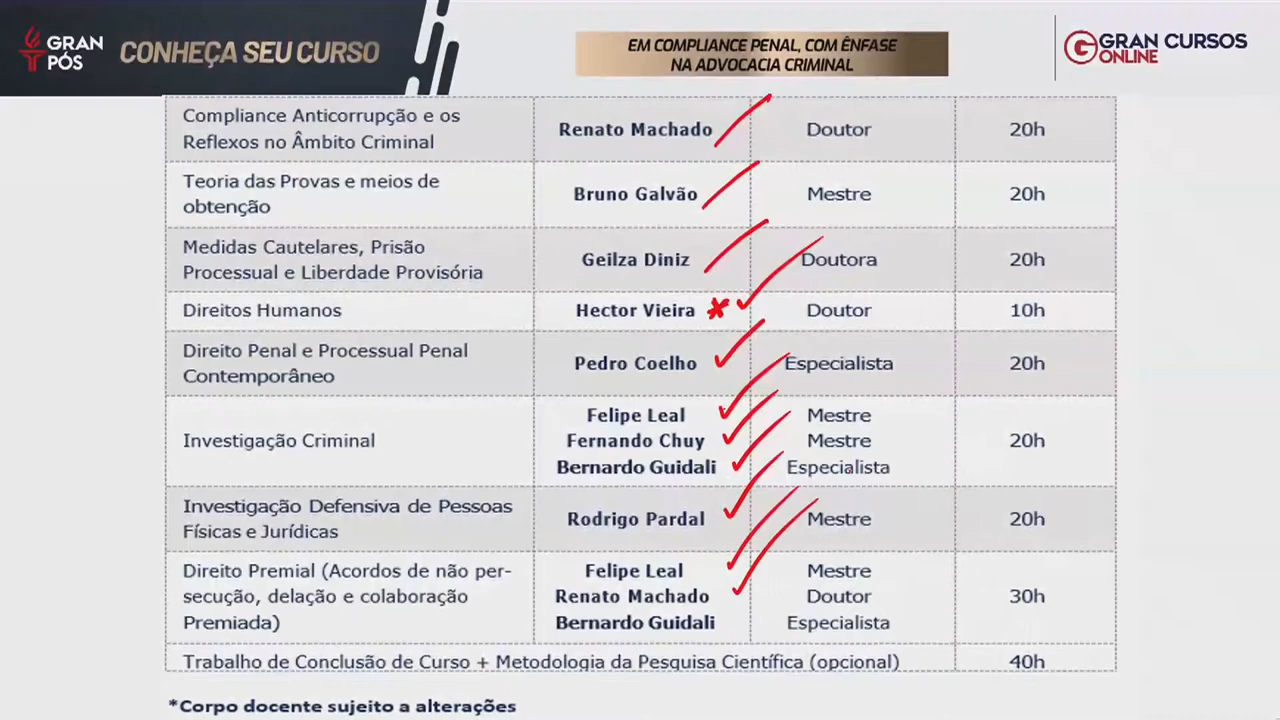 GRAN
PÓS
CONHEÇA SEU CURSO
EM COMPLIANCE PENAL, COM ÊNFASE
NA ADVOCACIA CRIMINAL
GRAN CURSOS
ONLINE
Compliance Anticorrupção e os
Reflexos no Âmbito Criminal
Renato Machado
Doutor
20h
Teoria das Provas e meios de
obtenção
Bruno Galvão
Mestre
20h
Medidas Cautelares, Prisão
Processual e Liberdade Provisória
Geilza Diniz
Doutora
20h
Direitos Humanos
Hector Vieira *
Doutor
10h
Direito Penal e Processual Penal
Contemporâneo
Pedro Coelho
Especialista
20h
Investigação Criminal
Felipe Leal
Fernando Chuy
Bernardo Guidali
Mestre
Mestre
Especialista
20h
Investigação Defensiva de Pessoas
Físicas e Jurídicas
Rodrigo Pardal
Mestre
20h
Direito Premial (Acordos de não per-
secução, delação e colaboração
Premiada)
Felipe Leal
Renato Machado
Bernardo Guidali
Mestre
Doutor
Especialista
30h
Trabalho de Conclusão de Curso + Metodologia da Pesquisa Científica (opcional)
40h
*Corpo docente sujeito a alterações